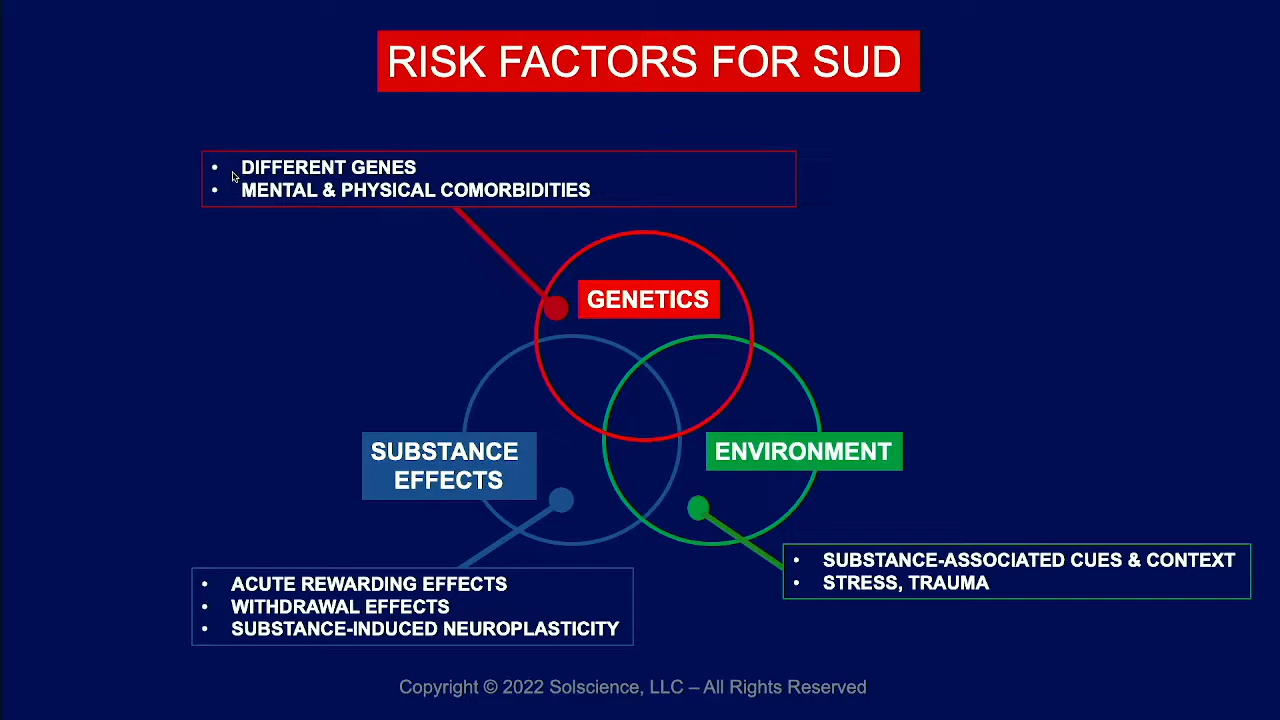 RISK FACTORS FOR SUD
• DIFFERENT GENES
• MENTAL & PHYSICAL COMORBIDITIES
GENETICS
SUBSTANCE
EFFECTS
ENVIRONMENT
• SUBSTANCE-ASSOCIATED CUES & CONTEXT
• STRESS, TRAUMA
• ACUTE REWARDING EFFECTS
• WITHDRAWAL EFFECTS
• SUBSTANCE-INDUCED NEUROPLASTICITY
Copyright © 2022 Solscience, LLC – All Rights Reserved